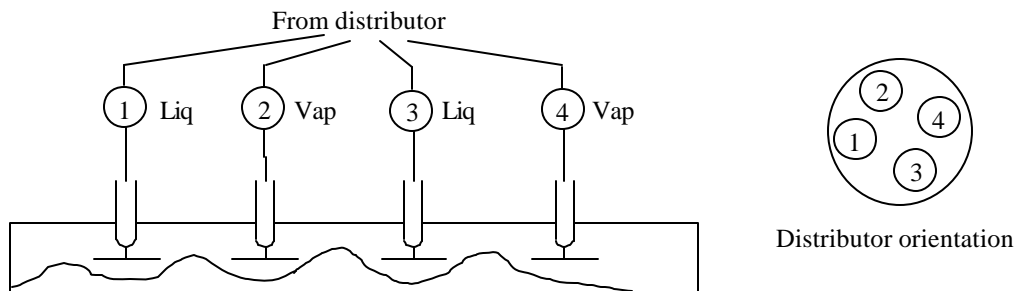 From distributor
1 Liq 2 Vap 3 Liq 4 Vap
2
4
1
3
Distributor orientation